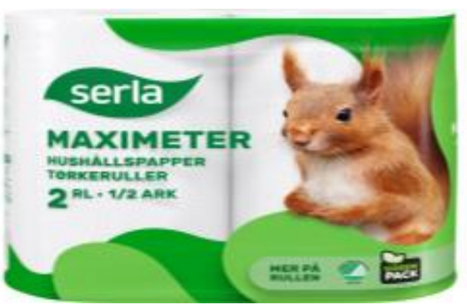 serla
MAXIMETER
HUSHÅLLSPAPPER
TØRKERULLER
2 RL • 1/2 ARK
MER PÅ
RULLEN
PACK